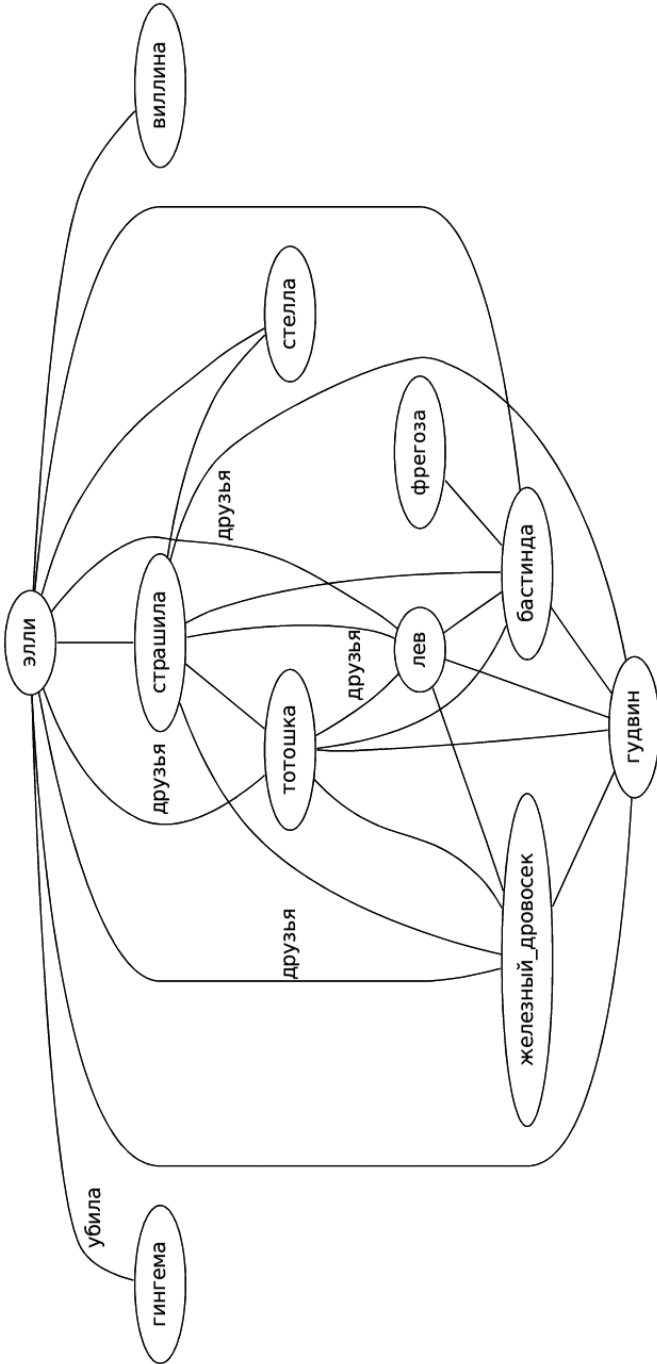 элли
убила
друзья
друзья
друзья
друзья
гингема
страшила
виллина
тотошка
стелла
лев
фрегоза
железный_дровосек
бастинда
гудвин